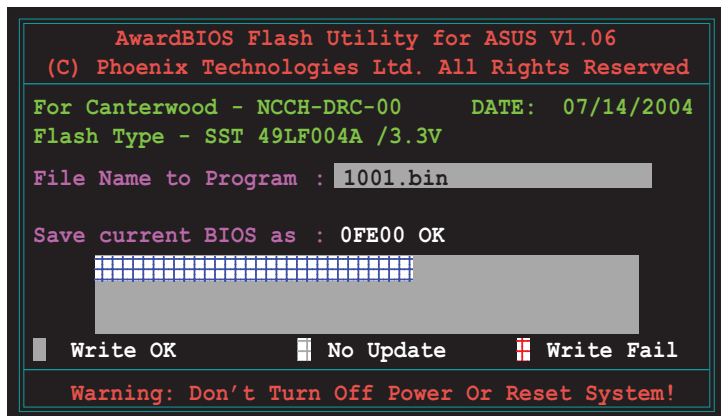 AwardBIOS Flash Utility for ASUS V1.06
(C) Phoenix Technologies Ltd. All Rights Reserved
For Canterwood - NCCH-DRC-00 DATE: 07/14/2004
Flash Type - SST 49LF004A /3.3V
File Name to Program : 1001.bin
Save current BIOS as : 0FE00 OK
Write OK No Update Write Fail
Warning: Don’t Turn Off Power Or Reset System!